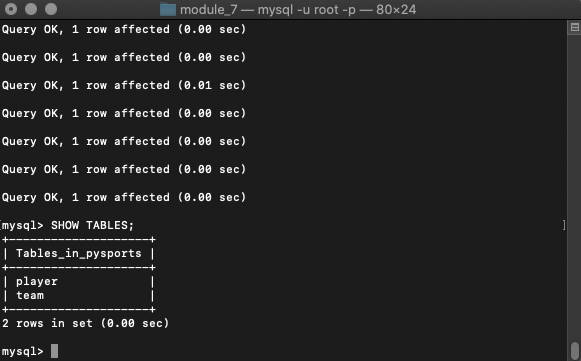 module_7 — mysql -u root -p — 80×24
Query OK, 1 row affected (0.00 sec)
Query OK, 1 row affected (0.00 sec)
Query OK, 1 row affected (0.01 sec)
Query OK, 1 row affected (0.00 sec)
Query OK, 1 row affected (0.00 sec)
Query OK, 1 row affected (0.00 sec)
Query OK, 1 row affected (0.00 sec)
[mysql> SHOW TABLES; ]
+--------------------+
| Tables_in_pysports |
+--------------------+
| player             |
| team               |
+--------------------+
2 rows in set (0.00 sec)
mysql>